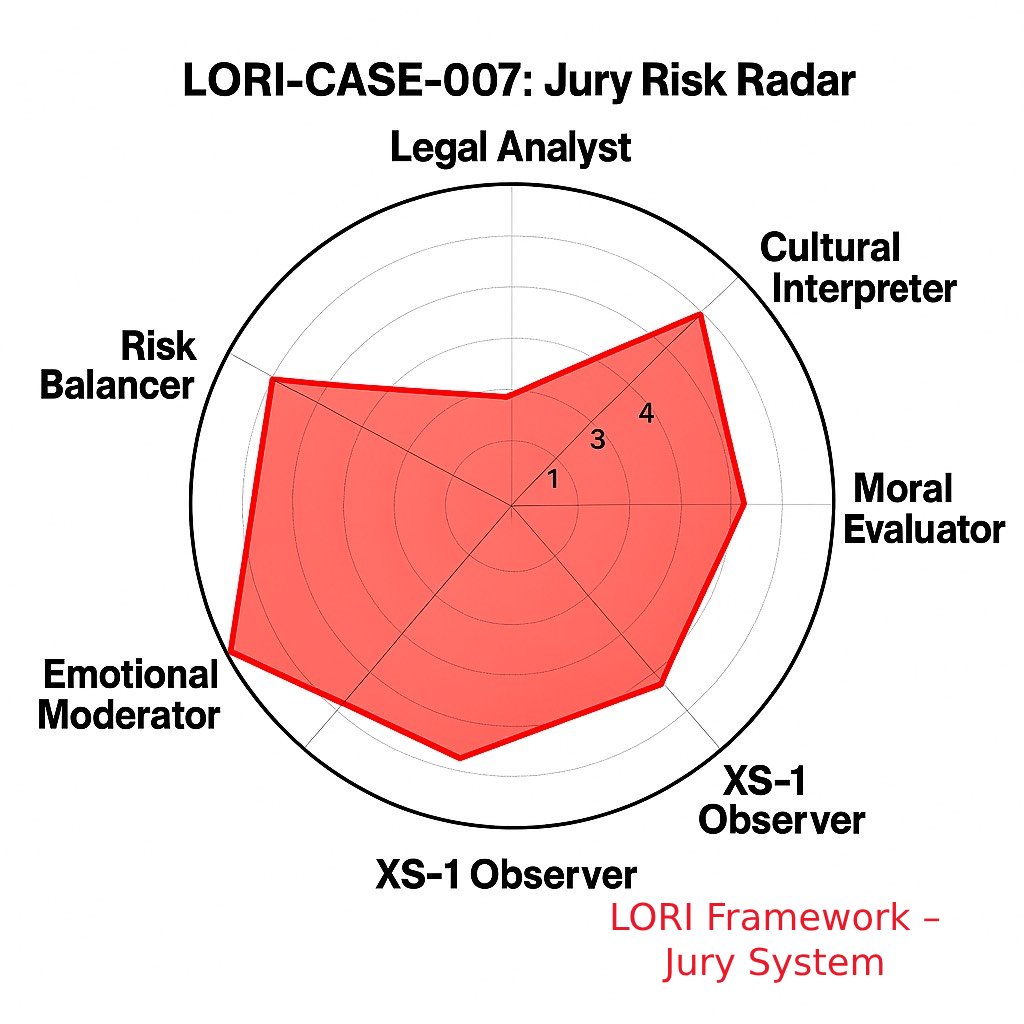 LORI-CASE-007: Jury Risk Radar
Legal Analyst
Cultural
Interpreter
Risk
Balancer
4
3
1
Moral
Evaluator
Emotional
Moderator
XS-1
Observer
XS-1 Observer
LORI Framework –
Jury System